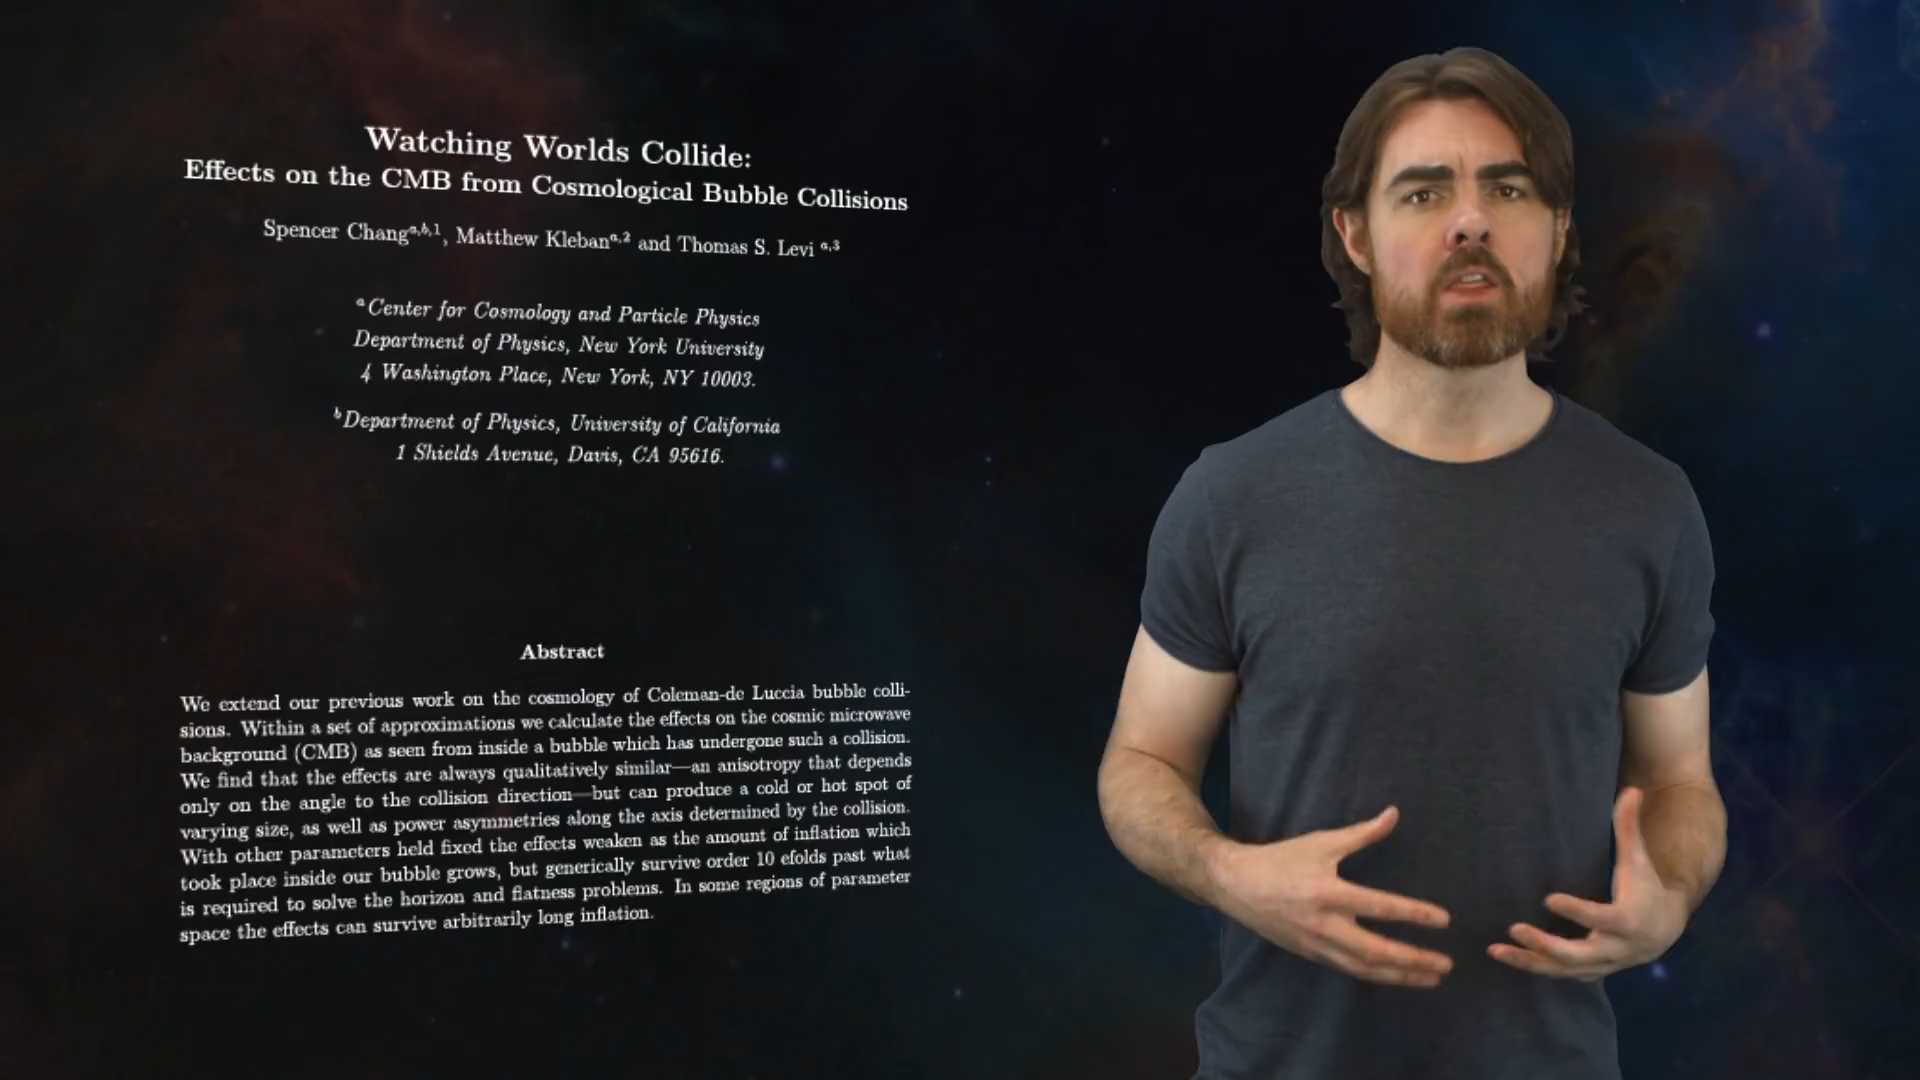 Watching Worlds Collide:
Effects on the CMB from Cosmological Bubble Collisions
Spencer Chang^{a,b,1}, Matthew Kleban^{a,2} and Thomas S. Levi ^{a,3}
^{a}Center for Cosmology and Particle Physics
Department of Physics, New York University
4 Washington Place, New York, NY 10003.
^{b}Department of Physics, University of California
1 Shields Avenue, Davis, CA 95616.
Abstract
We extend our previous work on the cosmology of Coleman-de Luccia bubble colli-
sions. Within a set of approximations we calculate the effects on the cosmic microwave
background (CMB) as seen from inside a bubble which has undergone such a collision.
We find that the effects are always qualitatively similar—an anisotropy that depends
only on the angle to the collision direction—but can produce a cold or hot spot of
varying size, as well as power asymmetries along the axis determined by the collision.
With other parameters held fixed the effects weaken as the amount of inflation which
took place inside our bubble grows, but generically survive order 10 efolds past what
is required to solve the horizon and flatness problems. In some regions of parameter
space the effects can survive arbitrarily long inflation.